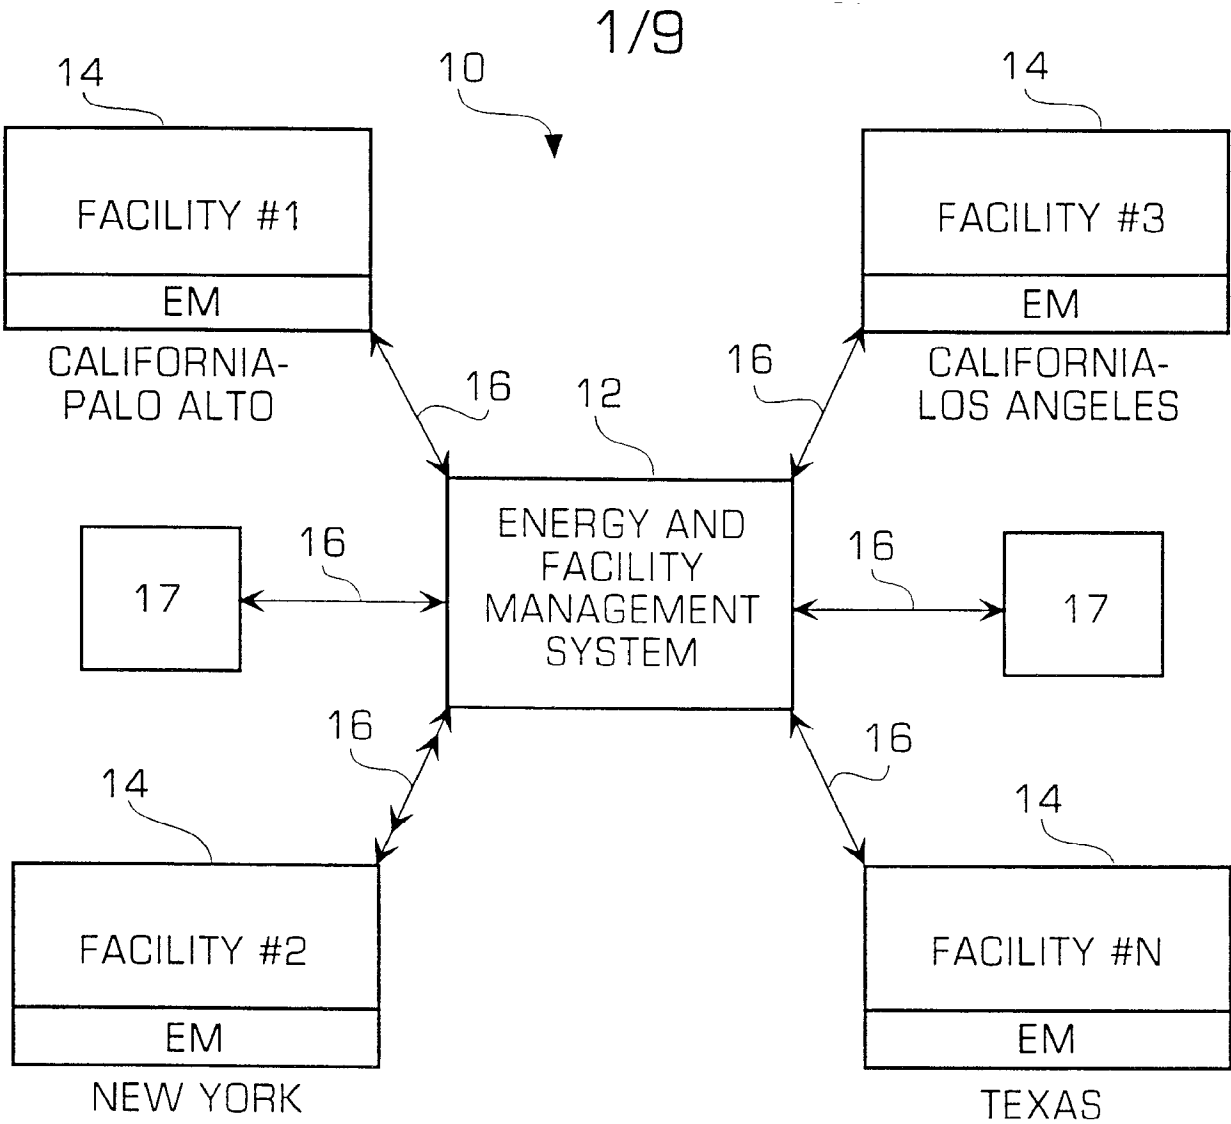 1/9
14
10
14
FACILITY #1
EM
CALIFORNIA-
PALO ALTO
FACILITY #3
EM
CALIFORNIA-
LOS ANGELES
16
12
16
ENERGY AND
FACILITY
MANAGEMENT
SYSTEM
17
16
16
17
16
16
14
14
FACILITY #2
EM
NEW YORK
FACILITY #N
EM
TEXAS